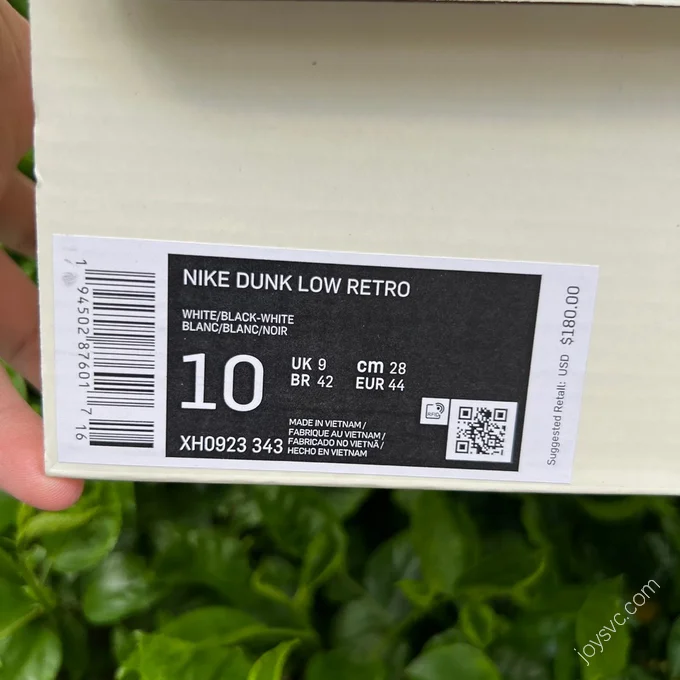 NIKE DUNK LOW RETRO
WHITE/BLACK-WHITE
BLANC/BLANC/NOIR
10
UK 9
BR 42
cm 28
EUR 44
XH0923 343
MADE IN VIETNAM /
FABRIQUE AU VIETNAM /
FABRICADO NO VIETNÃ /
HECHO EN VIETNAM
RFID
1 94502 87601 7 16
Suggested Retail: USD $180.00
joysvc.com